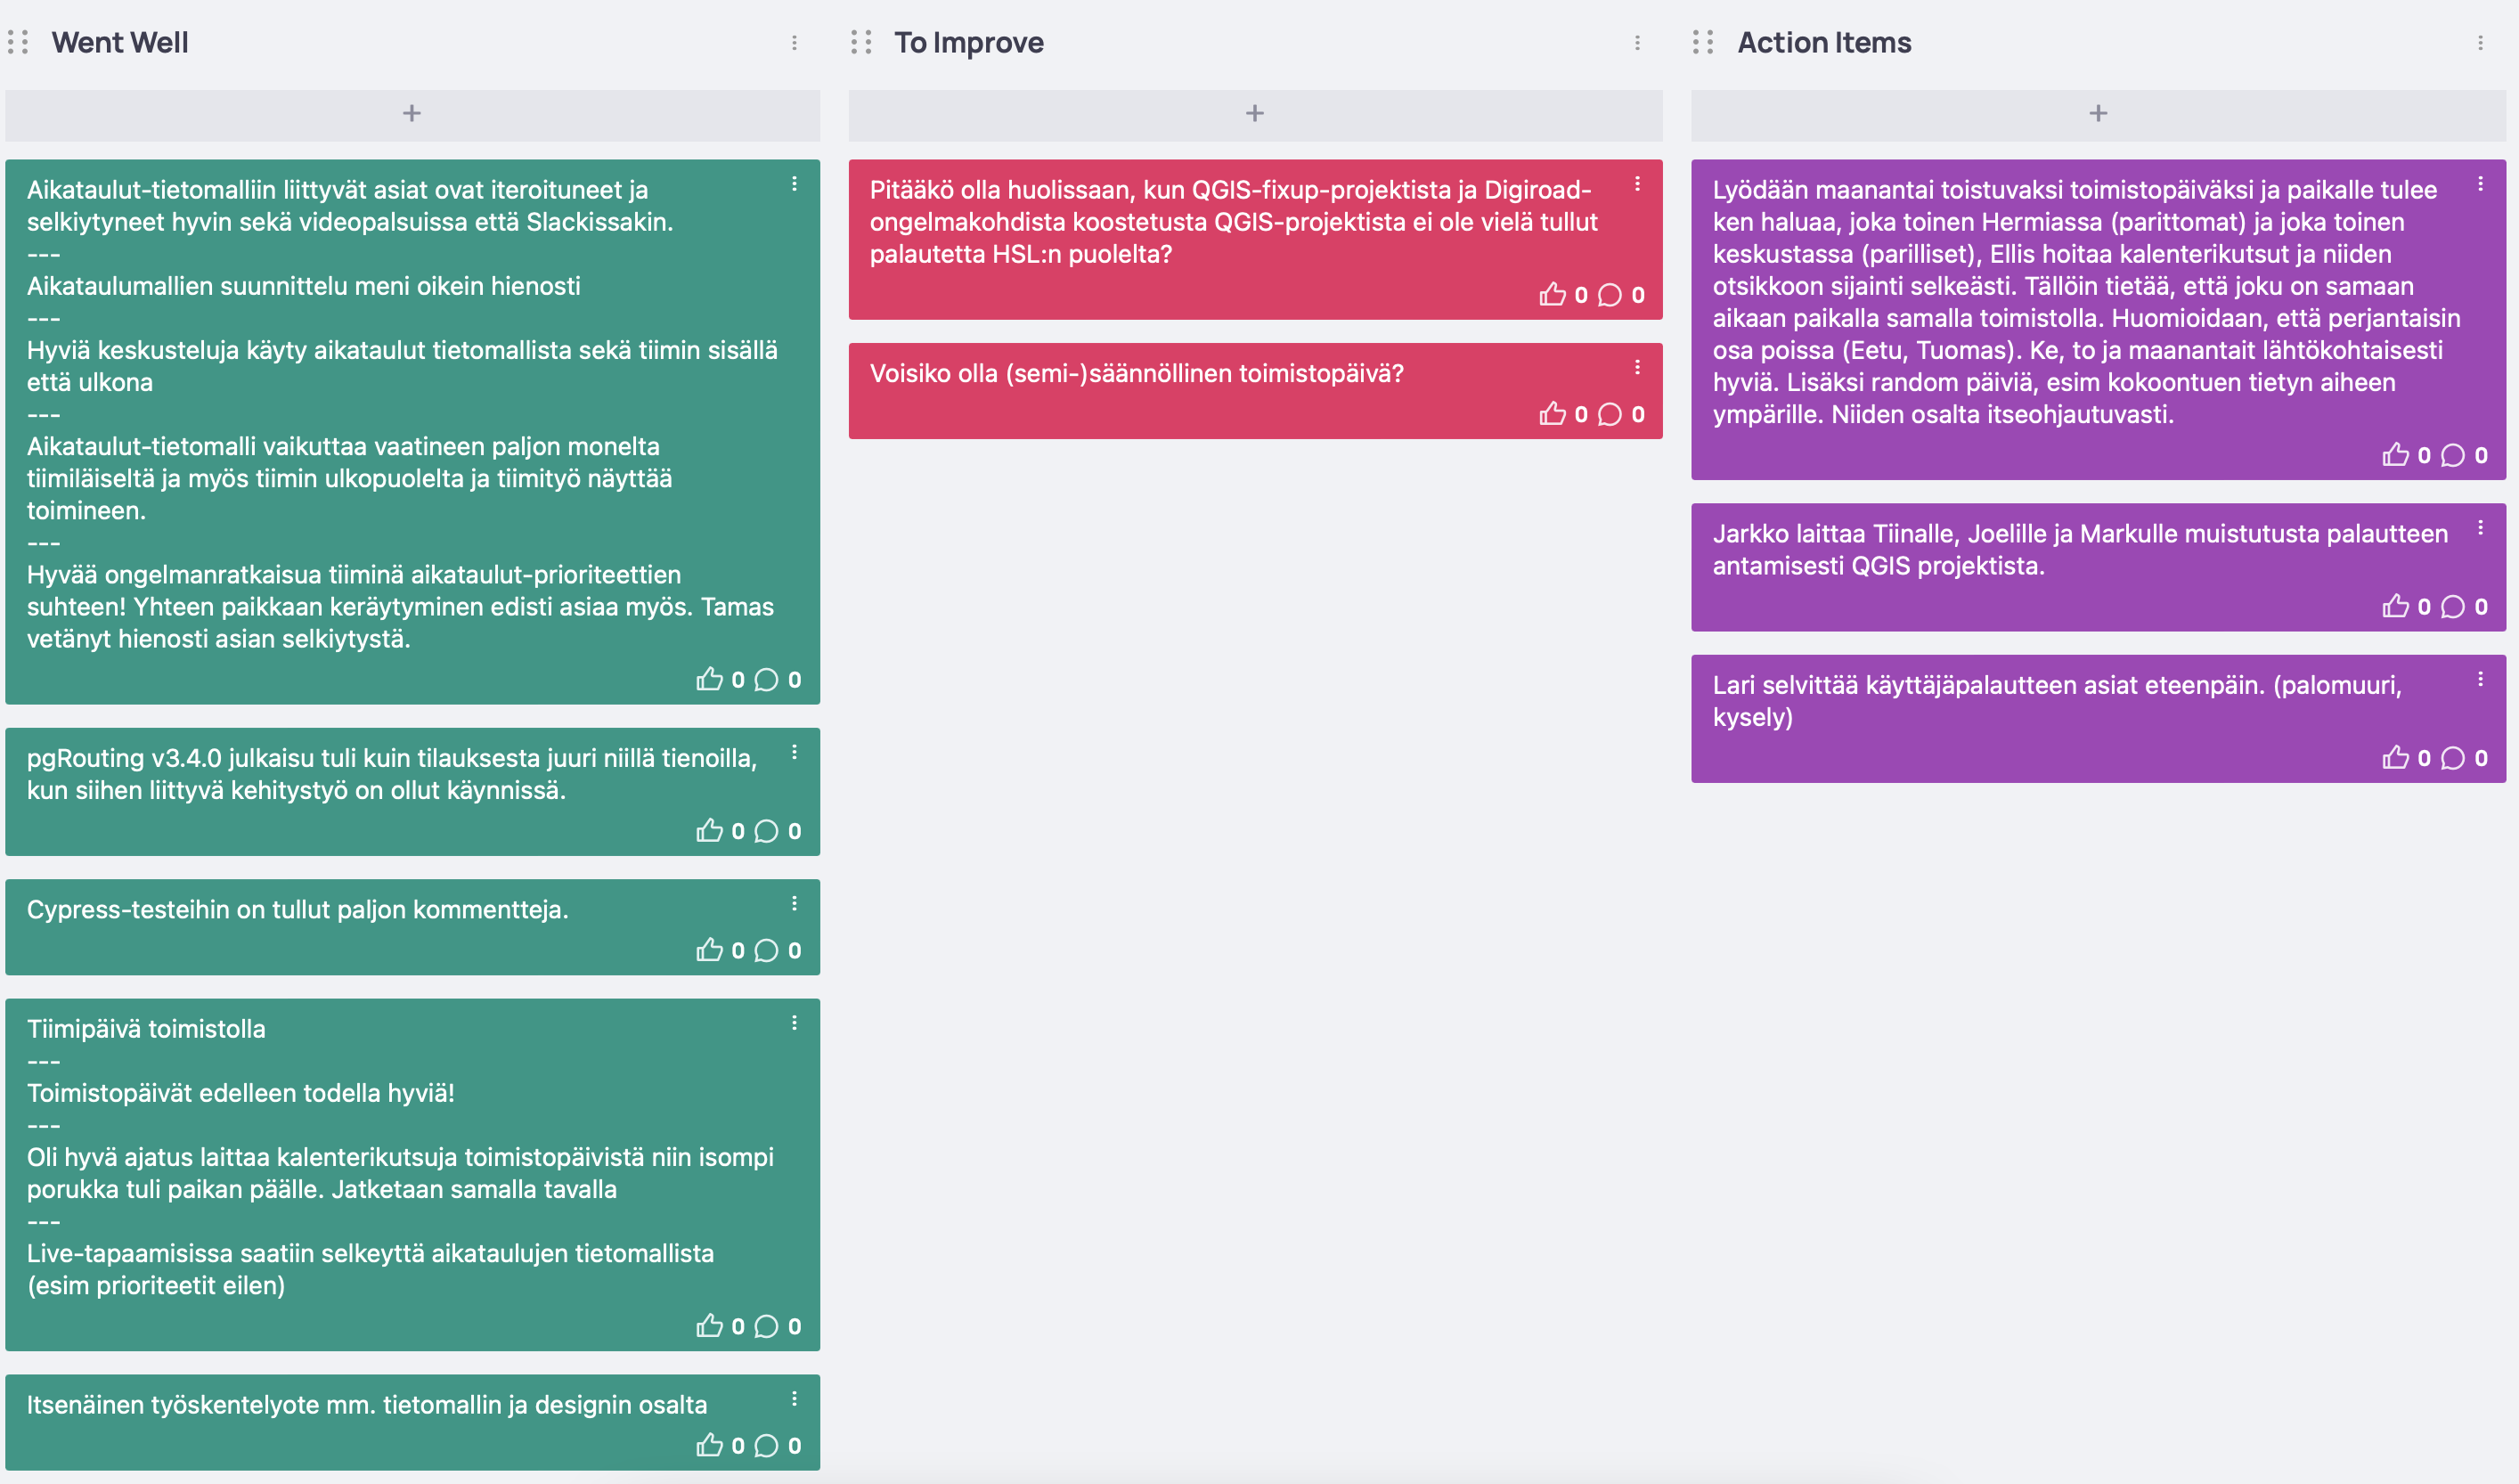 Went Well
+
Aikataulut-tietomalliin liittyvät asiat ovat iteroituneet ja
selkiytyneet hyvin sekä videopalsuissa että Slackissakin.
---
Aikataulumallien suunnittelu meni oikein hienosti
---
Hyviä keskusteluja käyty aikataulut tietomallista sekä tiimin sisällä
että ulkona
---
Aikataulut-tietomalli vaikuttaa vaatineen paljon monelta
tiimiläiseltä ja myös tiimin ulkopuolelta ja tiimityö näyttää
toimineen.
---
Hyvää ongelmanratkaisua tiiminä aikataulut-prioriteettien
suhteen! Yhteen paikkaan keräytyminen edisti asiaa myös. Tamas
vetänyt hienosti asian selkiytystä.
0 0
pgRouting v3.4.0 julkaisu tuli kuin tilauksesta juuri niillä tienoilla,
kun siihen liittyvä kehitystyö on ollut käynnissä.
0 0
Cypress-testeihin on tullut paljon kommentteja.
0 0
Tiimipäivä toimistolla
---
Toimistopäivät edelleen todella hyviä!
---
Oli hyvä ajatus laittaa kalenterikutsuja toimistopäivistä niin isompi
porukka tuli paikan päälle. Jatketaan samalla tavalla
---
Live-tapaamisissa saatiin selkeyttä aikataulujen tietomallista
(esim prioriteetit eilen)
0 0
Itsenäinen työskentelyote mm. tietomallin ja designin osalta
0 0
To Improve
+
Pitääkö olla huolissaan, kun QGIS-fixup-projektista ja Digiroad-
ongelmakohdista koostetusta QGIS-projektista ei ole vielä tullut
palautetta HSL:n puolelta?
0 0
Voisiko olla (semi-)säännöllinen toimistopäivä?
0 0
Action Items
+
Lyödään maanantai toistuvaksi toimistopäiväksi ja paikalle tulee
ken haluaa, joka toinen Hermiassa (parittomat) ja joka toinen
keskustassa (parilliset), Ellis hoitaa kalenterikutsut ja niiden
otsikkoon sijainti selkeästi. Tällöin tietää, että joku on samaan
aikaan paikalla samalla toimistolla. Huomioidaan, että perjantaisin
osa poissa (Eetu, Tuomas). Ke, to ja maanantait lähtökohtaisesti
hyviä. Lisäksi random päiviä, esim kokoontuen tietyn aiheen
ympärille. Niiden osalta itseohjautuvasti.
0 0
Jarkko laittaa Tiinalle, Joelille ja Markulle muistutusta palautteen
antamisesti QGIS projektista.
0 0
Lari selvittää käyttäjäpalautteen asiat eteenpäin. (palomuuri,
kysely)
0 0